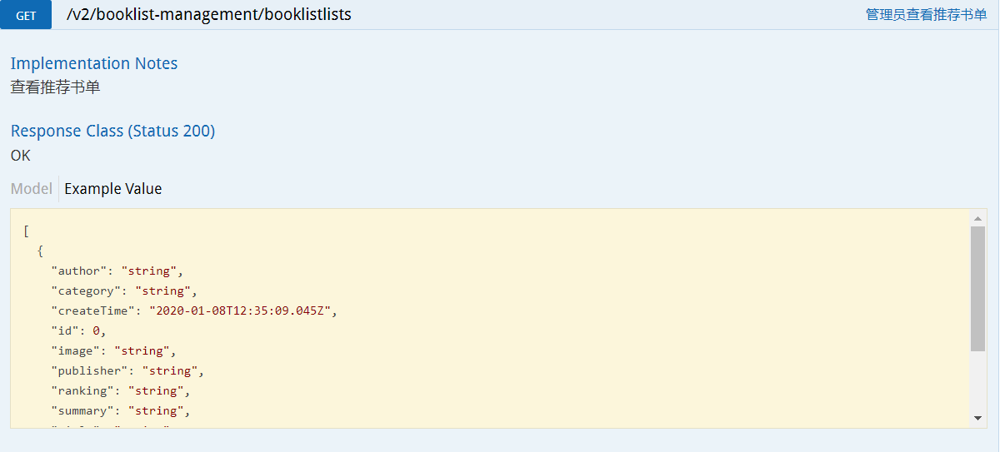 GET /v2/booklist-management/booklistlists 管理员查看推荐书单
Implementation Notes
查看推荐书单
Response Class (Status 200)
OK
Model Example Value
[
{
"author": "string",
"category": "string",
"createTime": "2020-01-08T12:35:09.045Z",
"id": 0,
"image": "string",
"publisher": "string",
"ranking": "string",
"summary": "string",